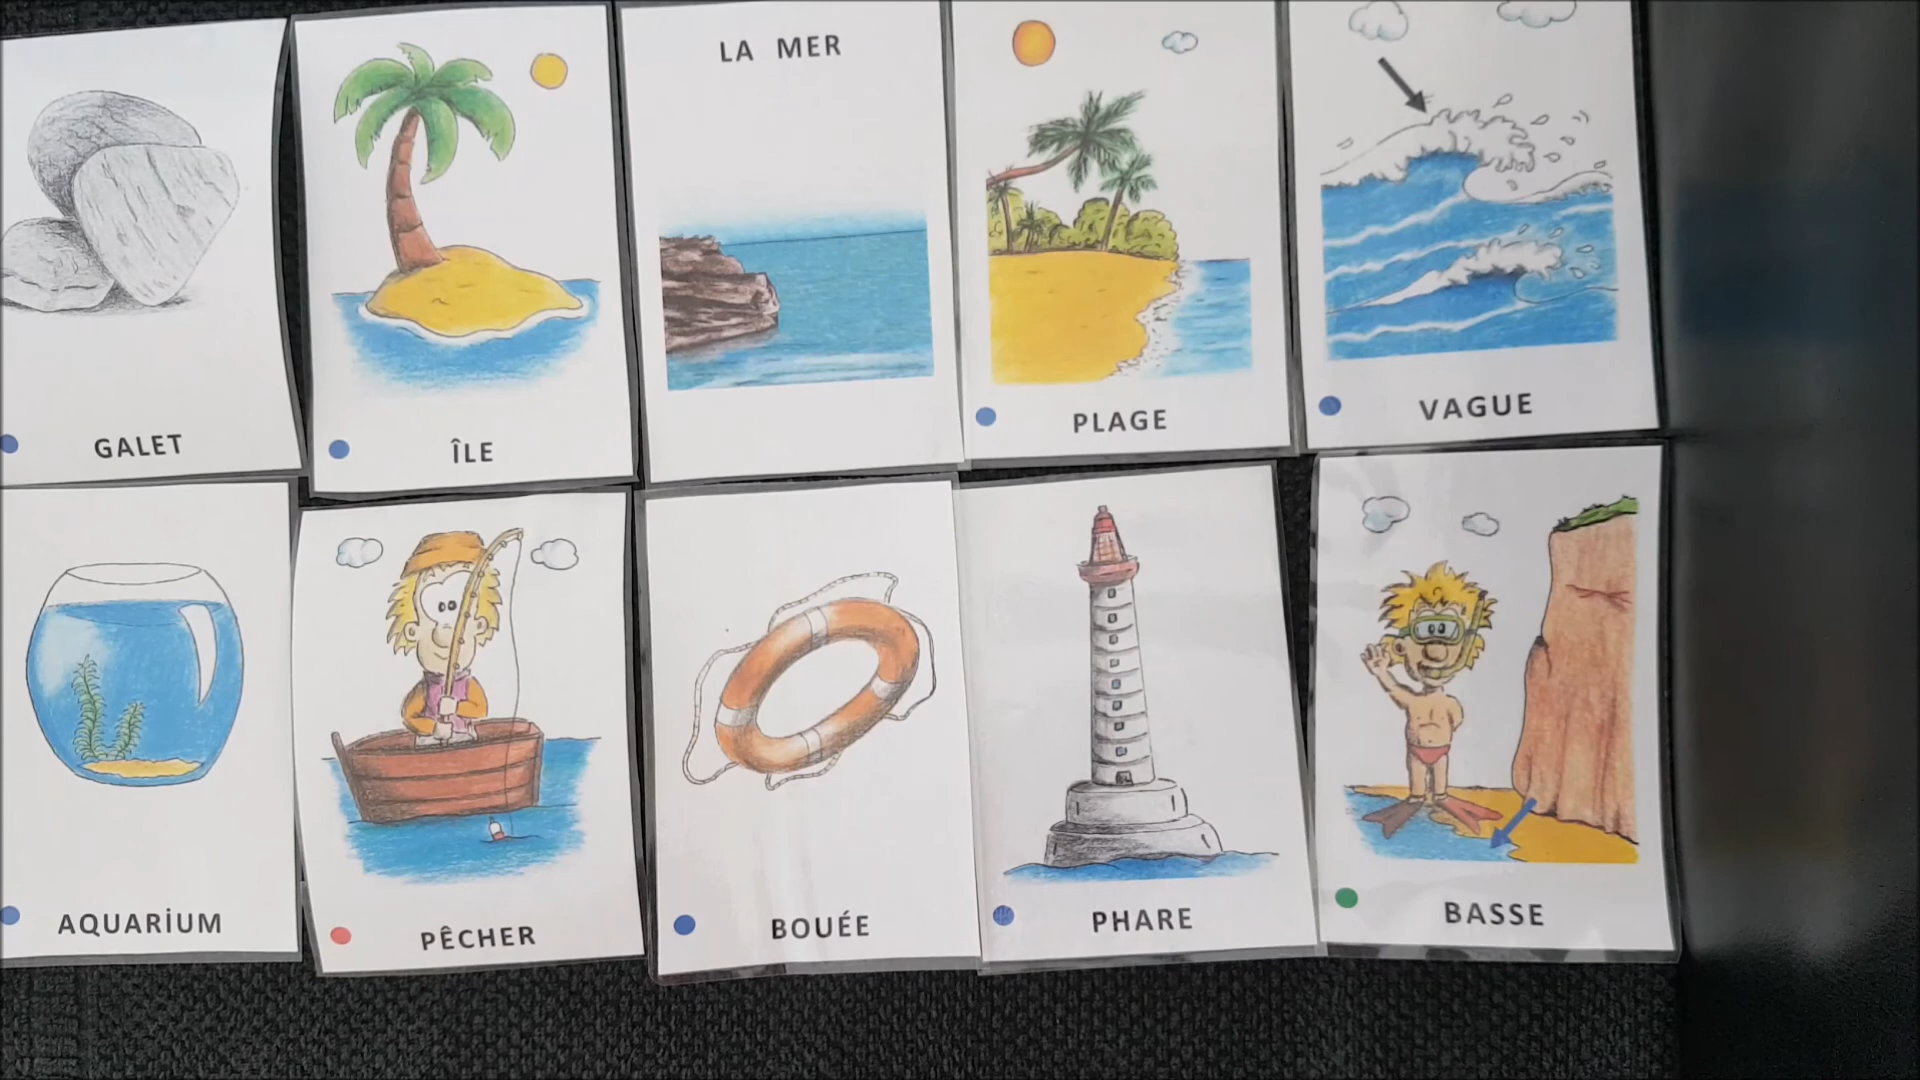 GALET
ÎLE
LA MER
PLAGE
VAGUE
AQUARİUM
PÊCHER
BOUÉE
PHARE
BASSE